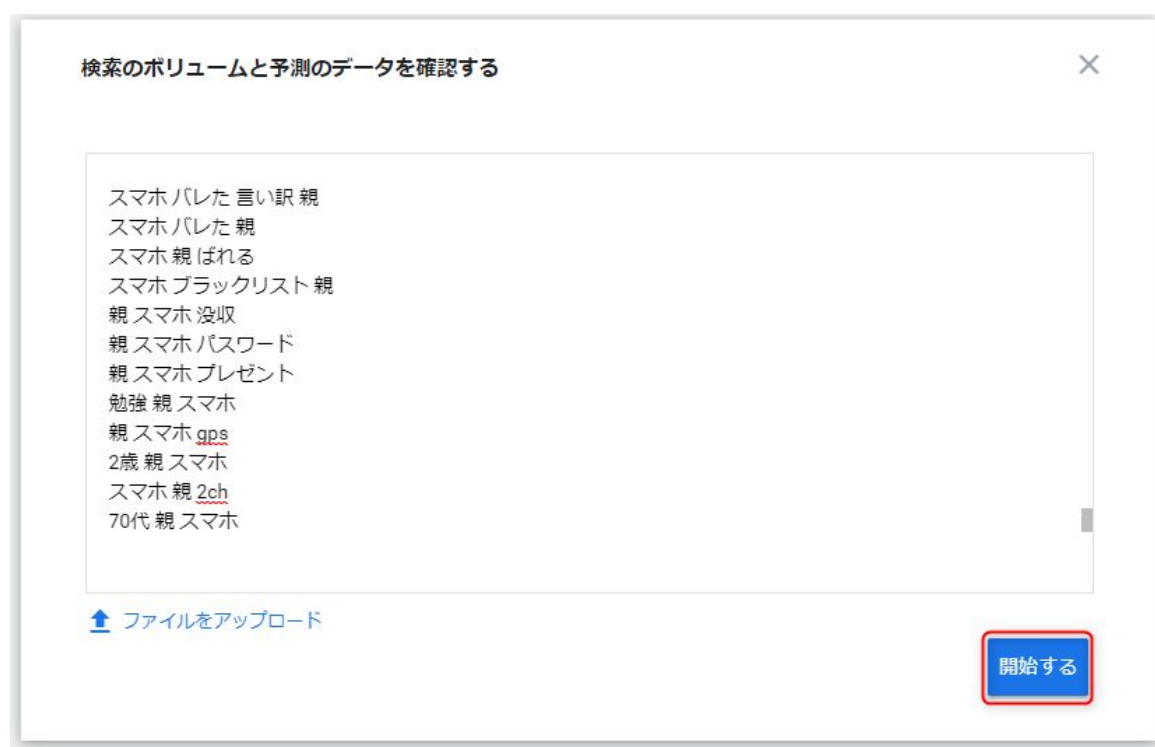 検索のボリュームと予測のデータを確認する
スマホ バレた 言い訳 親
スマホ バレた 親
スマホ 親 ばれる
スマホ ブラックリスト 親
親 スマホ 没収
親 スマホ パスワード
親 スマホ プレゼント
勉強 親 スマホ
親 スマホ gps
2歳 親 スマホ
スマホ 親 2ch
70代 親 スマホ
ファイルをアップロード
開始する